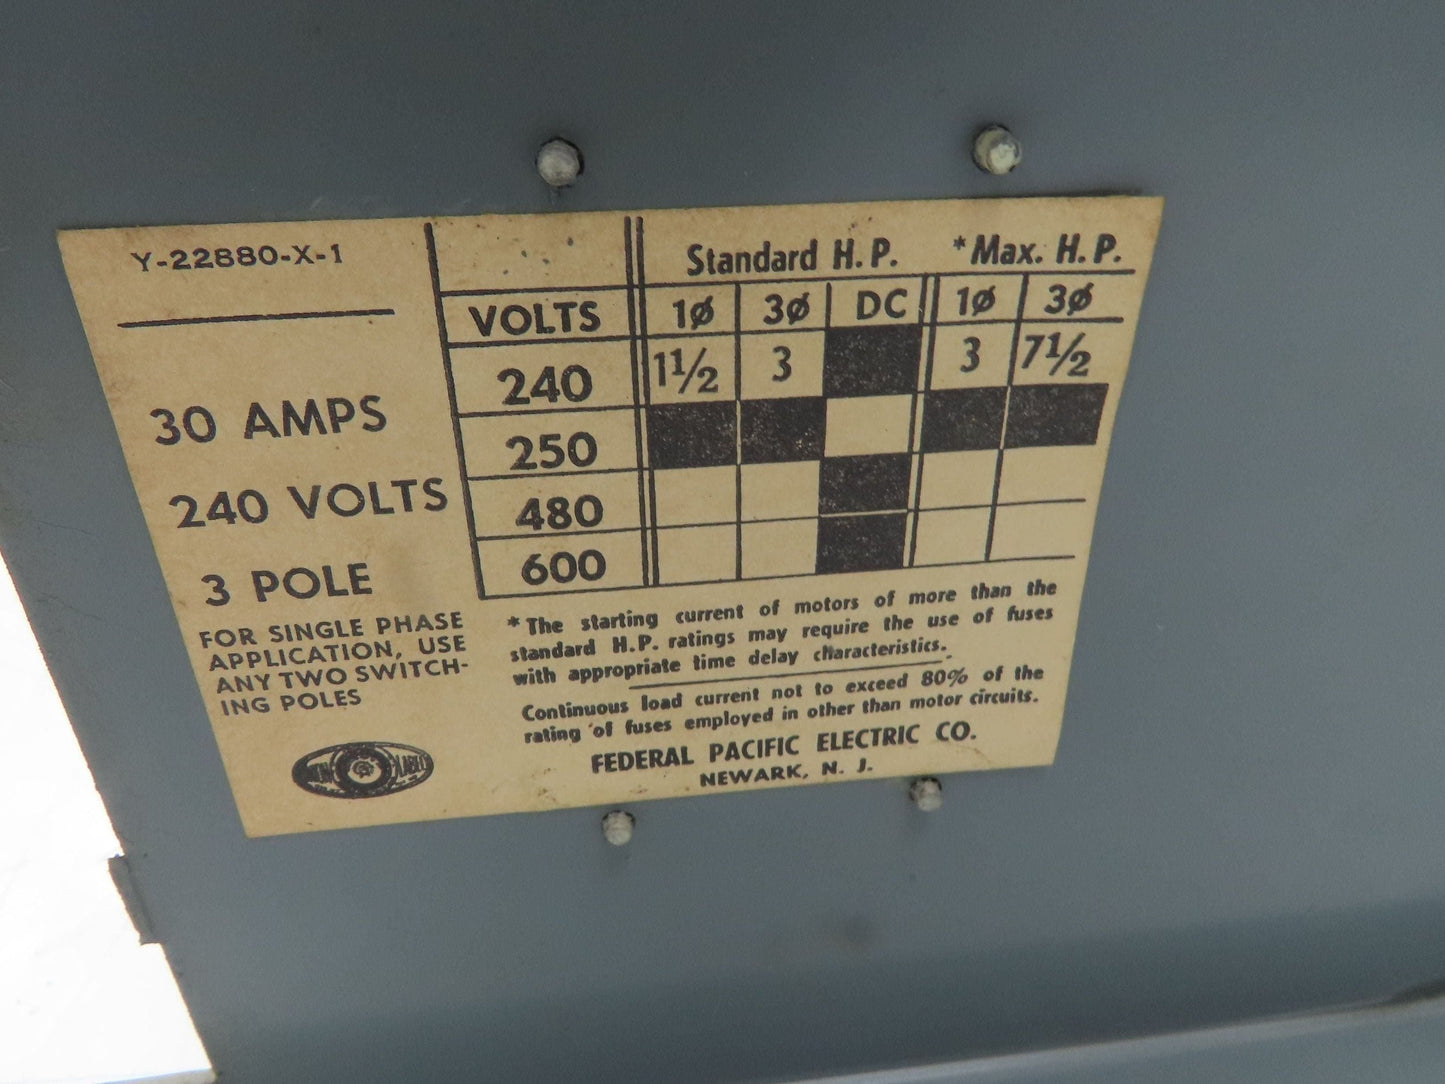 Y-22880-X-1
30 AMPS
240 VOLTS
3 POLE
FOR SINGLE PHASE
APPLICATION, USE
ANY TWO SWITCH-
ING POLES
Standard H.P. *Max. H.P.
VOLTS 1ø 3ø DC 1ø 3ø
240 1½ 3 3 7½
250
480
600
*The starting current of motors of more than the
standard H.P. ratings may require the use of fuses
with appropriate time delay characteristics.
Continuous load current not to exceed 80% of the
rating of fuses employed in other than motor circuits.
FEDERAL PACIFIC ELECTRIC CO.
NEWARK, N. J.